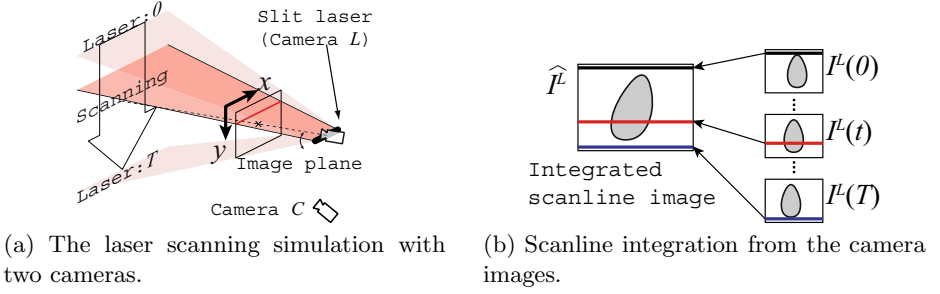 Laser:0
Scanning
Laser:T
Slit laser
(Camera L)
x
y
Image plane
Camera C
(a) The laser scanning simulation with
two cameras.
I^L
I^L(0)
I^L(t)
I^L(T)
Integrated
scanline image
(b) Scanline integration from the camera
images.